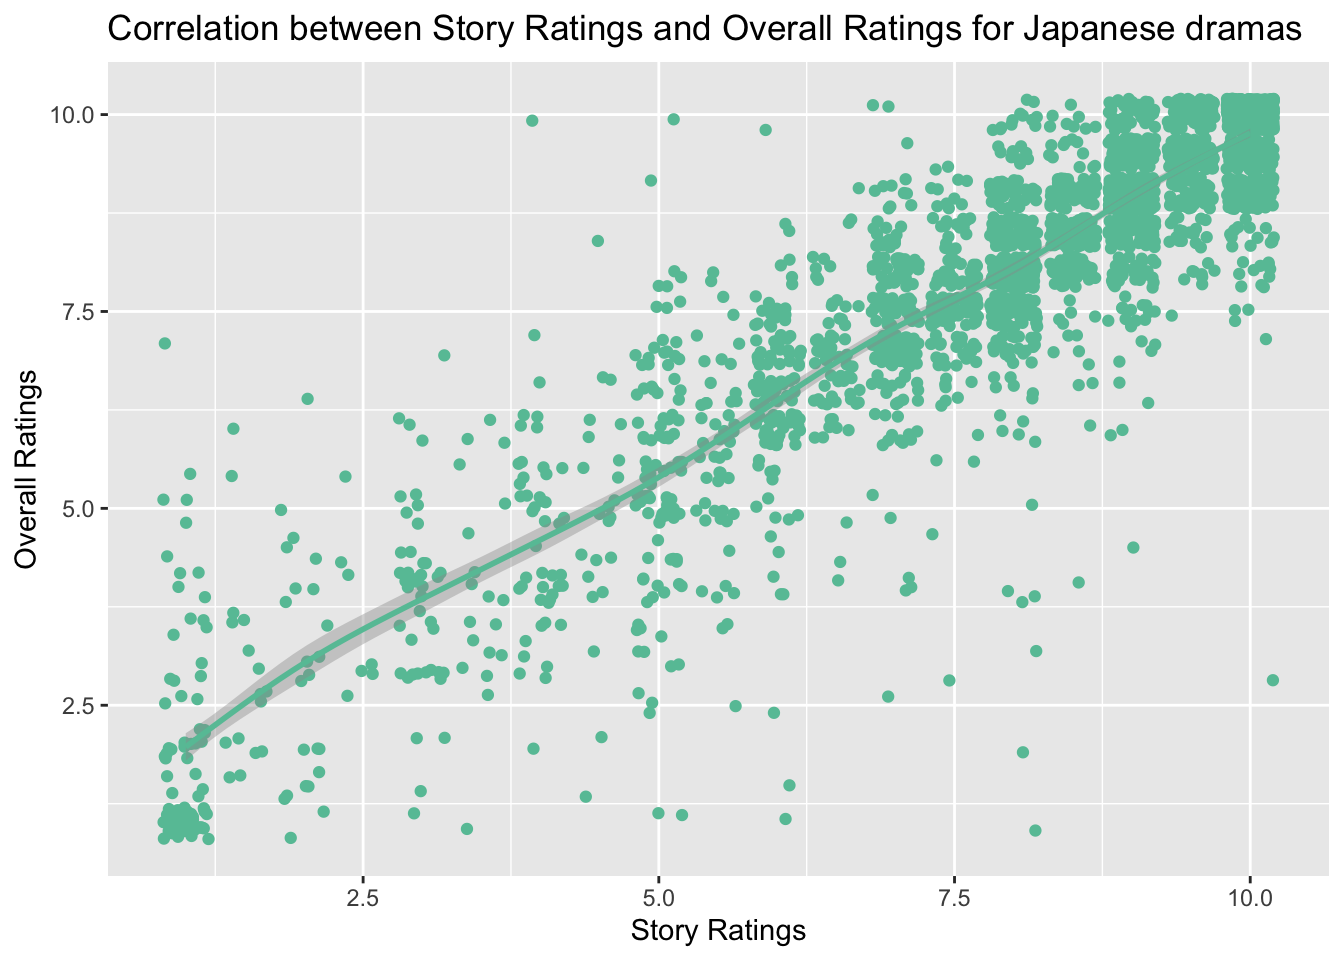 Correlation between Story Ratings and Overall Ratings for Japanese dramas
Overall Ratings
10.0
7.5
5.0
2.5
2.5 5.0 7.5 10.0
Story Ratings